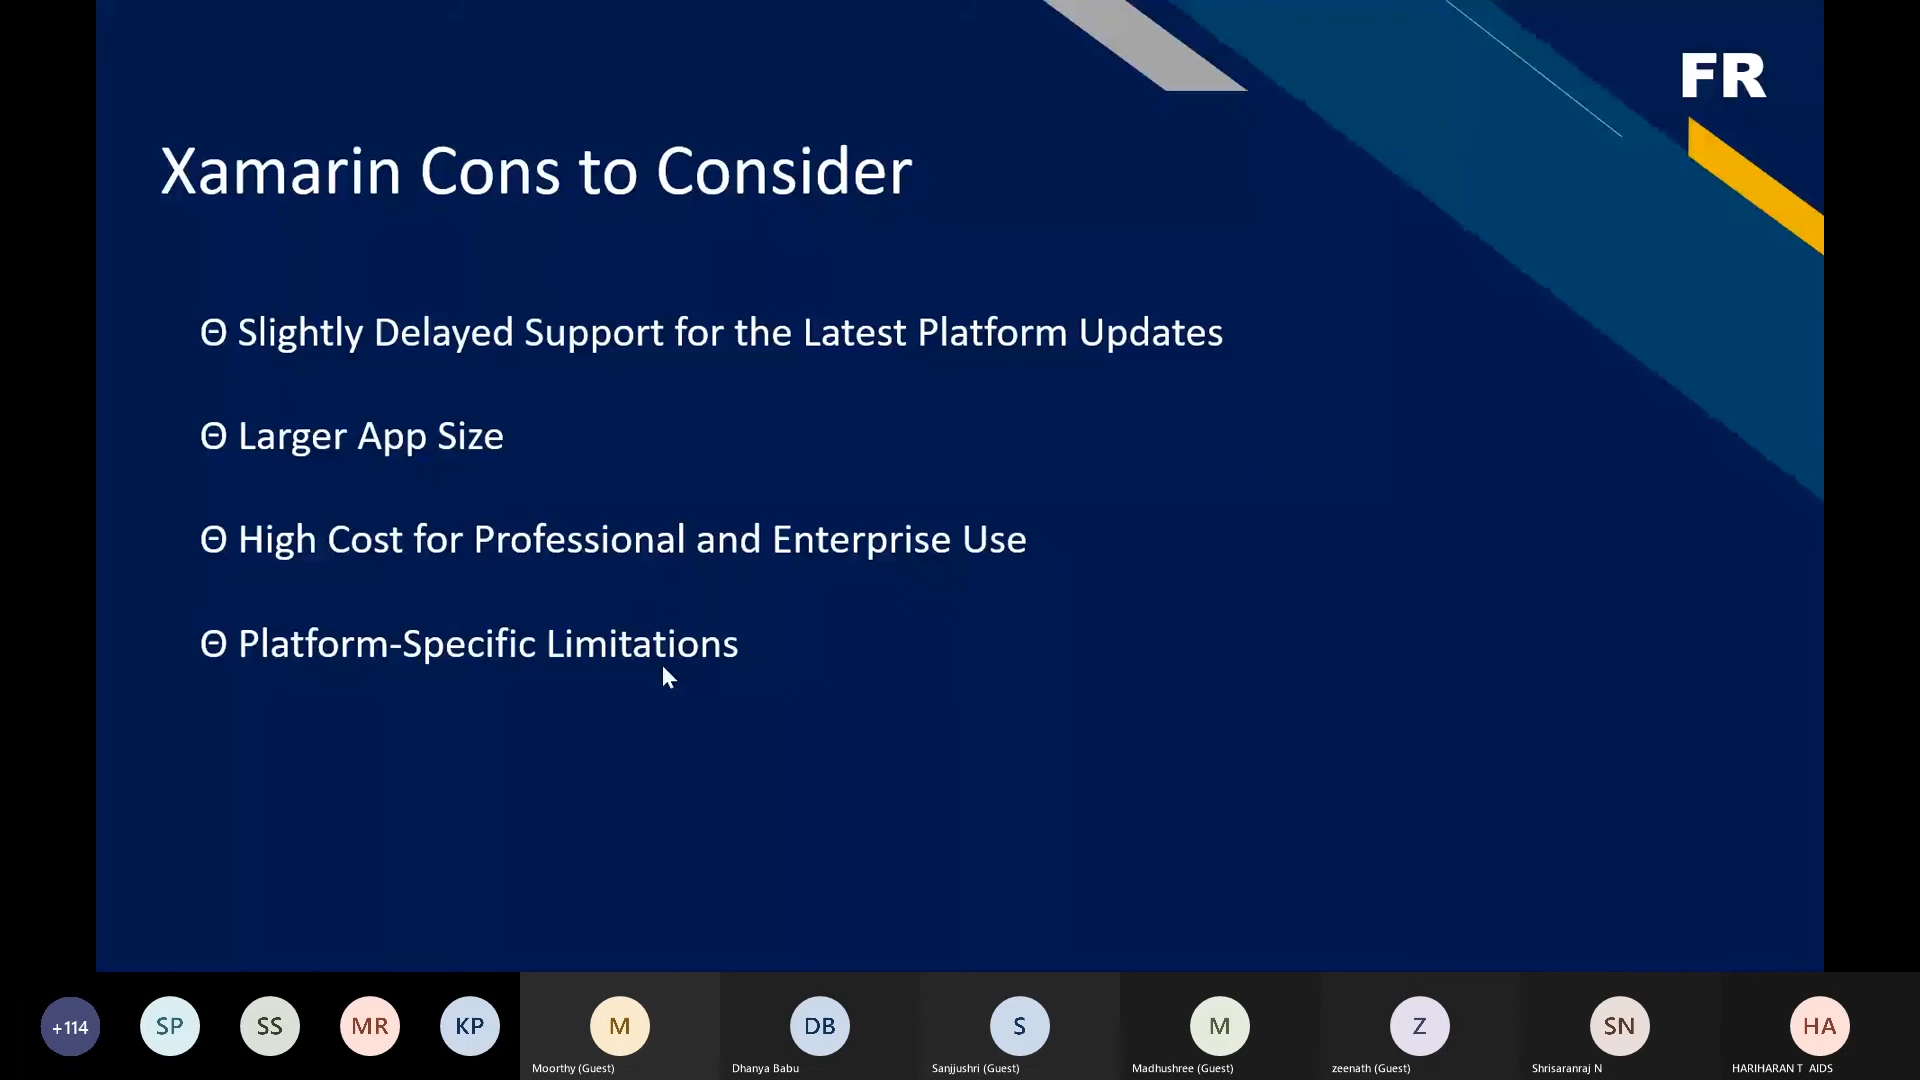 FR
Xamarin Cons to Consider
Θ Slightly Delayed Support for the Latest Platform Updates
Θ Larger App Size
Θ High Cost for Professional and Enterprise Use
Θ Platform-Specific Limitations
+114
SP
SS
MR
KP
M
DB
S
M
Z
SN
HA
Moorthy (Guest)
Dhanya Babu
Sanjjushri (Guest)
Madhushree (Guest)
zeenath (Guest)
Shrisaranraj N
HARIHARAN T AIDS